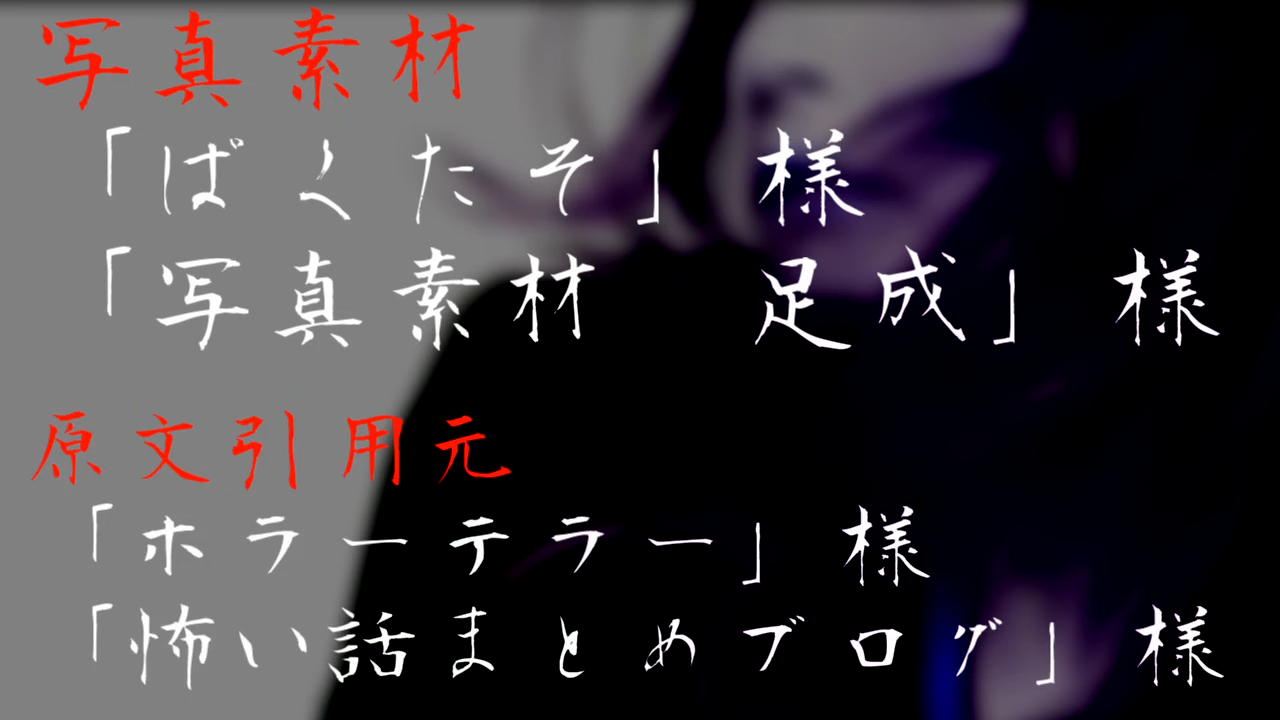 写真素材
「ぱくたそ」様
「写真素材　足成」様
原文引用元
「ホラーテラー」様
「怖い話まとめブログ」様